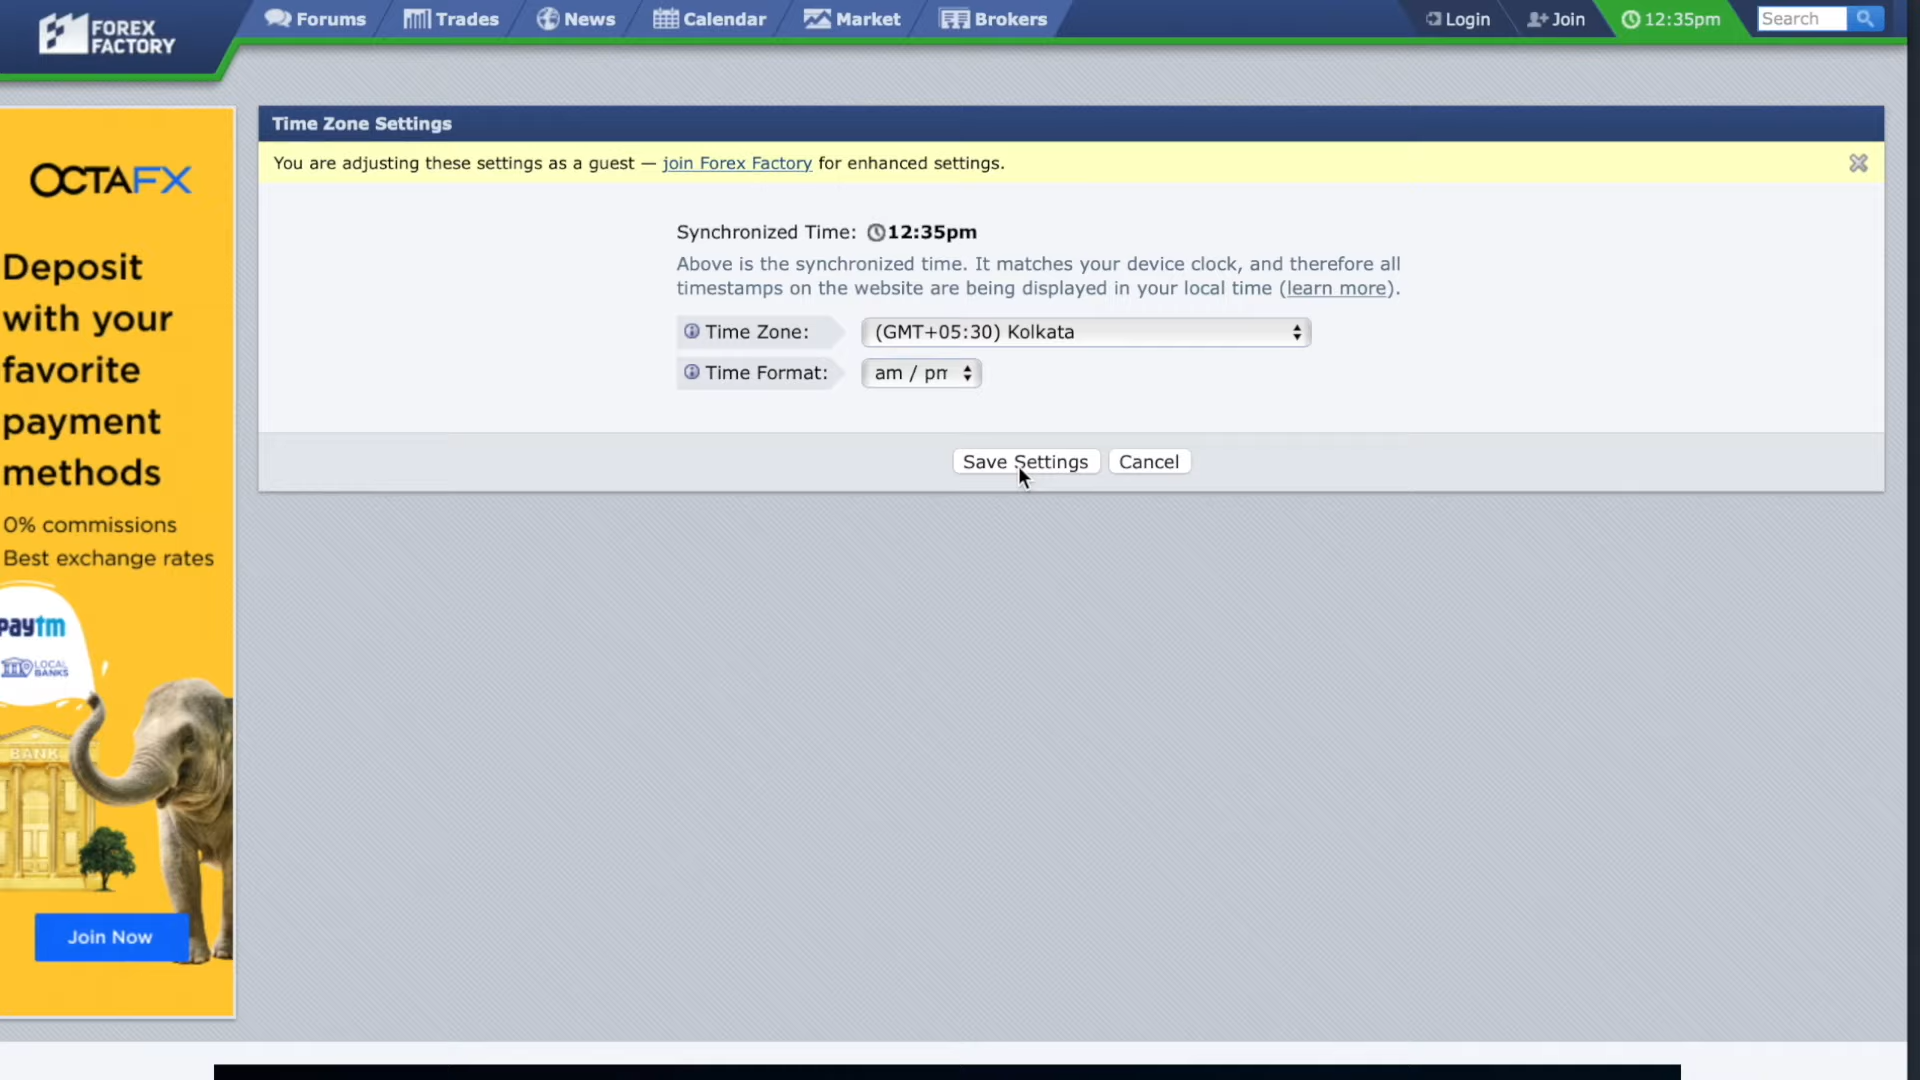 FOREX
FACTORY
Forums
Trades
News
Calendar
Market
Brokers
Login
Join
12:35pm
Search
Time Zone Settings
You are adjusting these settings as a guest — join Forex Factory for enhanced settings.
Synchronized Time: 12:35pm
Above is the synchronized time. It matches your device clock, and therefore all
timestamps on the website are being displayed in your local time (learn more).
Time Zone: (GMT+05:30) Kolkata
Time Format: am / pm
Save Settings
Cancel
OCTAFX
Deposit
with your
favorite
payment
methods
0% commissions
Best exchange rates
paytm
LOCAL
BANKS
BANK
Join Now